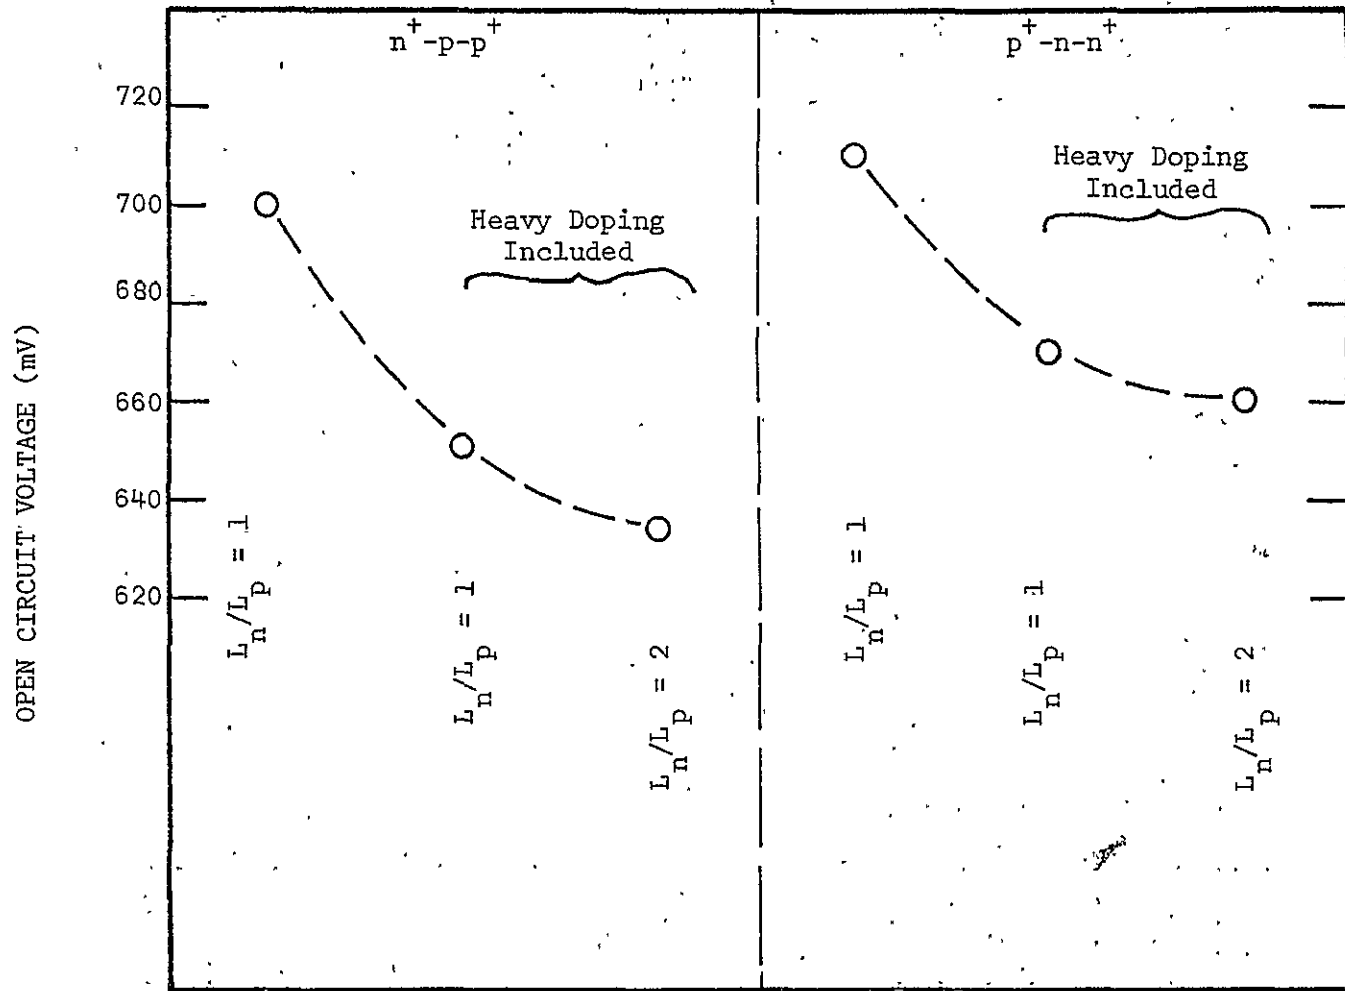 n+-p-p+
p+-n-n+
OPEN CIRCUIT VOLTAGE (mV)
720
700
680
660
640
620
Heavy Doping
Included
Heavy Doping
Included
Ln/Lp = 1
Ln/Lp = 1
Ln/Lp = 2
Ln/Lp = 1
Ln/Lp = 1
Ln/Lp = 2